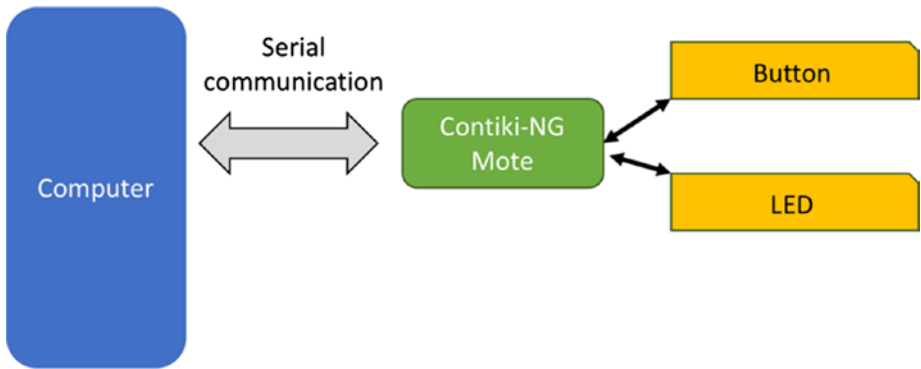 Serial
communication
Computer
Contiki-NG
Mote
Button
LED